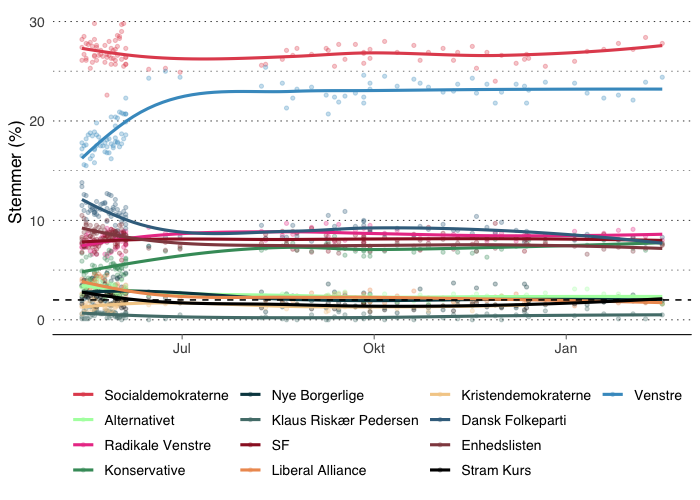 Stemmer (%)
30
20
10
0
Jul Okt Jan
Socialdemokraterne Nye Borgerlige Kristendemokraterne Venstre
Alternativet Klaus Riskær Pedersen Dansk Folkeparti
Radikale Venstre SF Enhedslisten
Konservative Liberal Alliance Stram Kurs